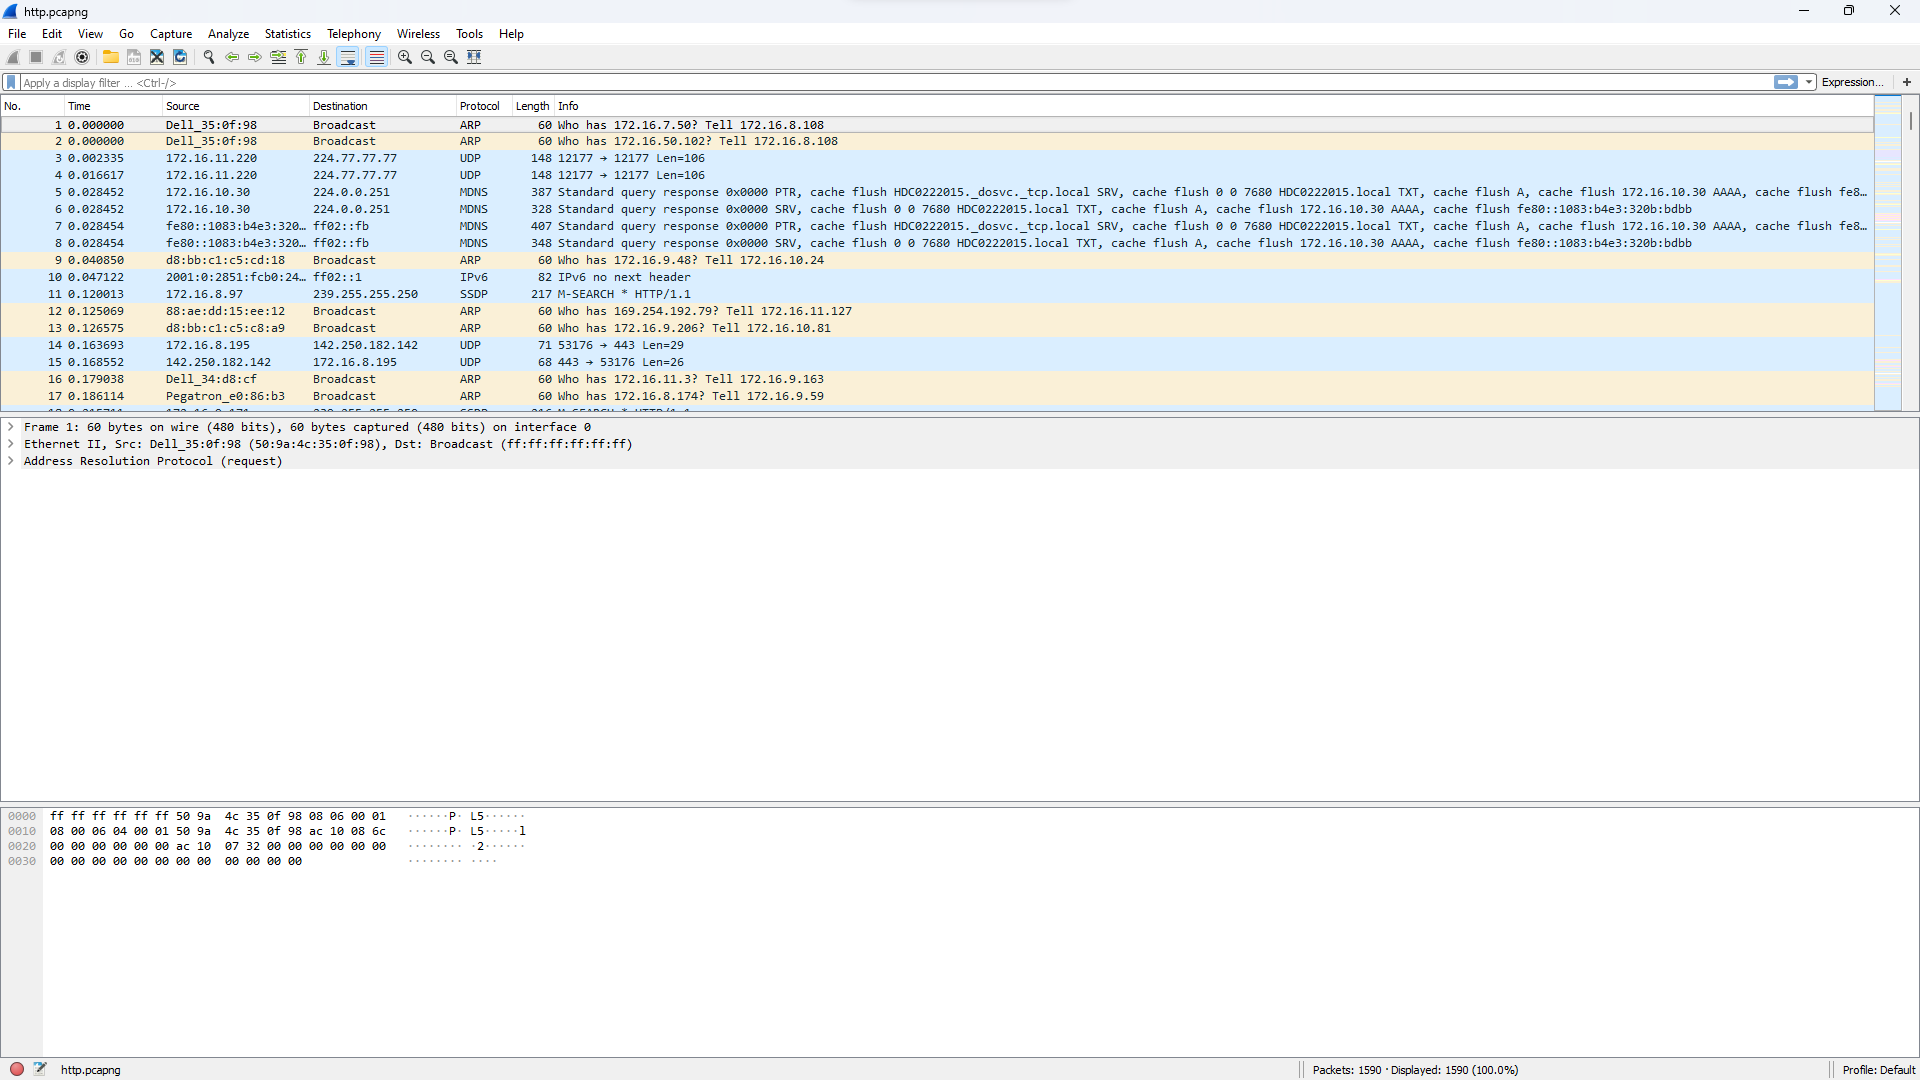 http.pcapng
File Edit View Go Capture Analyze Statistics Telephony Wireless Tools Help
Apply a display filter ... <Ctrl-/> Expression... +
No. Time Source Destination Protocol Length Info
1 0.000000 Dell_35:0f:98 Broadcast ARP 60 Who has 172.16.7.50? Tell 172.16.8.108
2 0.000000 Dell_35:0f:98 Broadcast ARP 60 Who has 172.16.50.102? Tell 172.16.8.108
3 0.002335 172.16.11.220 224.77.77.77 UDP 148 12177 → 12177 Len=106
4 0.016617 172.16.11.220 224.77.77.77 UDP 148 12177 → 12177 Len=106
5 0.028452 172.16.10.30 224.0.0.251 MDNS 387 Standard query response 0x0000 PTR, cache flush HDC0222015._dosvc._tcp.local SRV, cache flush 0 0 7680 HDC0222015.local TXT, cache flush A, cache flush 172.16.10.30 AAAA, cache flush fe8…
6 0.028452 172.16.10.30 224.0.0.251 MDNS 328 Standard query response 0x0000 SRV, cache flush 0 0 7680 HDC0222015.local TXT, cache flush A, cache flush 172.16.10.30 AAAA, cache flush fe80::1083:b4e3:320b:bdbb
7 0.028454 fe80::1083:b4e3:320… ff02::fb MDNS 407 Standard query response 0x0000 PTR, cache flush HDC0222015._dosvc._tcp.local SRV, cache flush 0 0 7680 HDC0222015.local TXT, cache flush A, cache flush 172.16.10.30 AAAA, cache flush fe8…
8 0.028454 fe80::1083:b4e3:320… ff02::fb MDNS 348 Standard query response 0x0000 SRV, cache flush 0 0 7680 HDC0222015.local TXT, cache flush A, cache flush 172.16.10.30 AAAA, cache flush fe80::1083:b4e3:320b:bdbb
9 0.040850 d8:bb:c1:c5:cd:18 Broadcast ARP 60 Who has 172.16.9.48? Tell 172.16.10.24
10 0.047122 2001:0:2851:fcb0:24… ff02::1 IPv6 82 IPv6 no next header
11 0.120013 172.16.8.97 239.255.255.250 SSDP 217 M-SEARCH * HTTP/1.1
12 0.125069 88:ae:dd:15:ee:12 Broadcast ARP 60 Who has 169.254.192.79? Tell 172.16.11.127
13 0.126575 d8:bb:c1:c5:c8:a9 Broadcast ARP 60 Who has 172.16.9.206? Tell 172.16.10.81
14 0.163693 172.16.8.195 142.250.182.142 UDP 71 53176 → 443 Len=29
15 0.168552 142.250.182.142 172.16.8.195 UDP 68 443 → 53176 Len=26
16 0.179038 Dell_34:d8:cf Broadcast ARP 60 Who has 172.16.11.3? Tell 172.16.9.163
17 0.186114 Pegatron_e0:86:b3 Broadcast ARP 60 Who has 172.16.8.174? Tell 172.16.9.59
Frame 1: 60 bytes on wire (480 bits), 60 bytes captured (480 bits) on interface 0
Ethernet II, Src: Dell_35:0f:98 (50:9a:4c:35:0f:98), Dst: Broadcast (ff:ff:ff:ff:ff:ff)
Address Resolution Protocol (request)
0000 ff ff ff ff ff ff 50 9a 4c 35 0f 98 08 06 00 01 ······P· L5······
0010 08 00 06 04 00 01 50 9a 4c 35 0f 98 ac 10 08 6c ······P· L5·····l
0020 00 00 00 00 00 00 ac 10 07 32 00 00 00 00 00 00 ········ ·2······
0030 00 00 00 00 00 00 00 00 00 00 00 00 ········ ····
http.pcapng Packets: 1590 · Displayed: 1590 (100.0%) Profile: Default